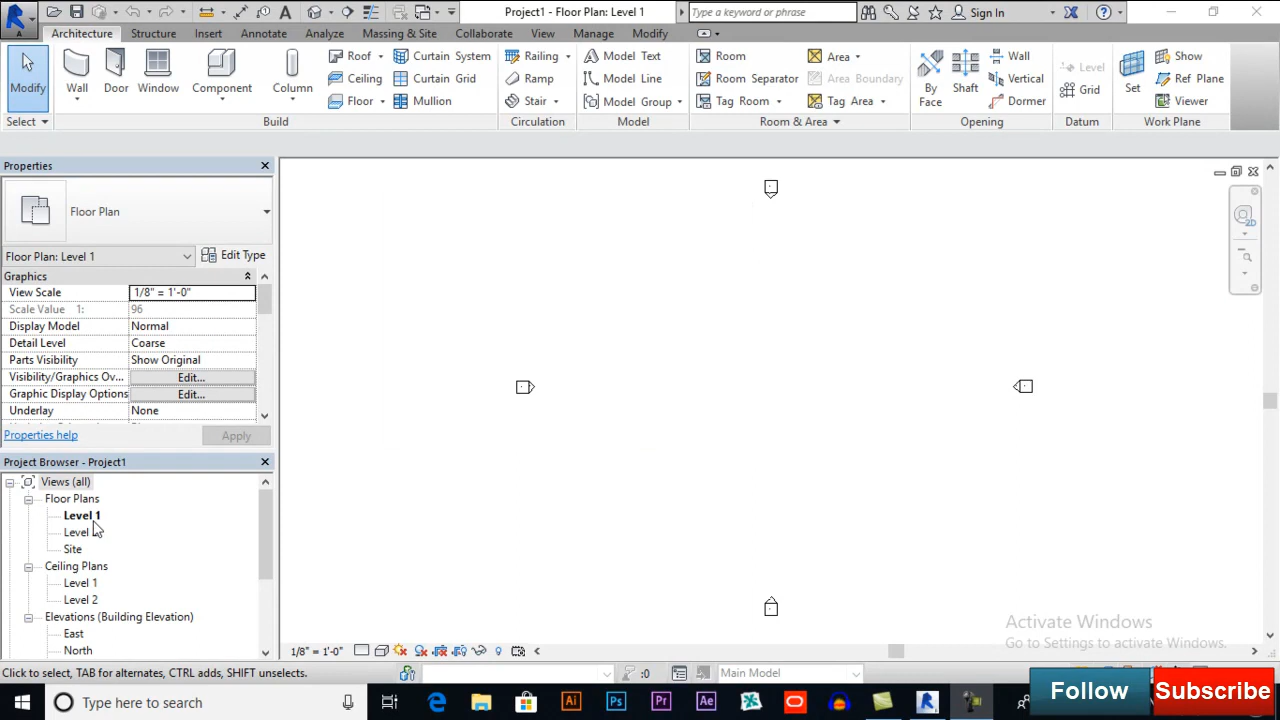 Project1 - Floor Plan: Level 1
Type a keyword or phrase
Sign In
Architecture Structure Insert Annotate Analyze Massing & Site Collaborate View Manage Modify
Modify
Wall
Door
Window
Component
Column
Roof
Ceiling
Floor
Curtain System
Curtain Grid
Mullion
Railing
Ramp
Stair
Model Text
Model Line
Model Group
Room
Room Separator
Tag Room
Area
Area Boundary
Tag Area
By
Face
Shaft
Wall
Vertical
Dormer
Level
Grid
Set
Show
Ref Plane
Viewer
Select Build Circulation Model Room & Area Opening Datum Work Plane
Properties
Floor Plan
Floor Plan: Level 1
Edit Type
Graphics
View Scale 1/8" = 1'-0"
Scale Value 1: 96
Display Model Normal
Detail Level Coarse
Parts Visibility Show Original
Visibility/Graphics Ov... Edit...
Graphic Display Options Edit...
Underlay None
Properties help
Apply
Project Browser - Project1
Views (all)
Floor Plans
Level 1
Level
Site
Ceiling Plans
Level 1
Level 2
Elevations (Building Elevation)
East
North
2D
Activate Windows
Go to Settings to activate Windows.
1/8" = 1'-0"
Click to select, TAB for alternates, CTRL adds, SHIFT unselects.
:0
Main Model
Follow
Subscribe
Type here to search
Ai
Ps
Pr
Ae